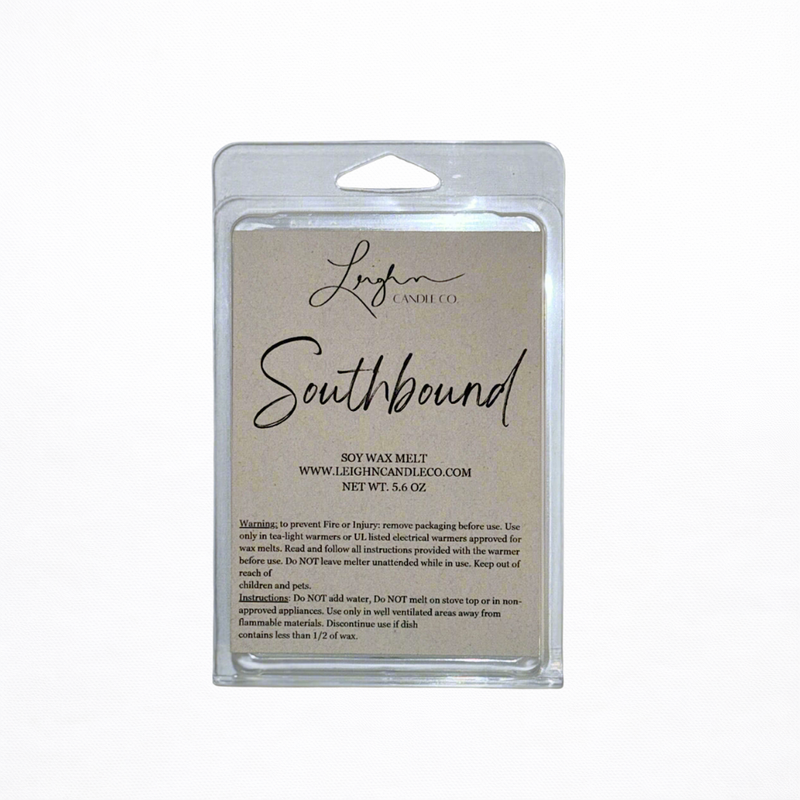 Leighn
CANDLE CO.
Southbound
SOY WAX MELT
WWW.LEIGHNCANDLECO.COM
NET WT. 5.6 OZ
Warning: to prevent Fire or Injury: remove packaging before use. Use
only in tea-light warmers or UL listed electrical warmers approved for
wax melts. Read and follow all instructions provided with the warmer
before use. Do NOT leave melter unattended while in use. Keep out of
reach of
children and pets.
Instructions: Do NOT add water, Do NOT melt on stove top or in non-
approved appliances. Use only in well ventilated areas away from
flammable materials. Discontinue use if dish
contains less than 1/2 of wax.